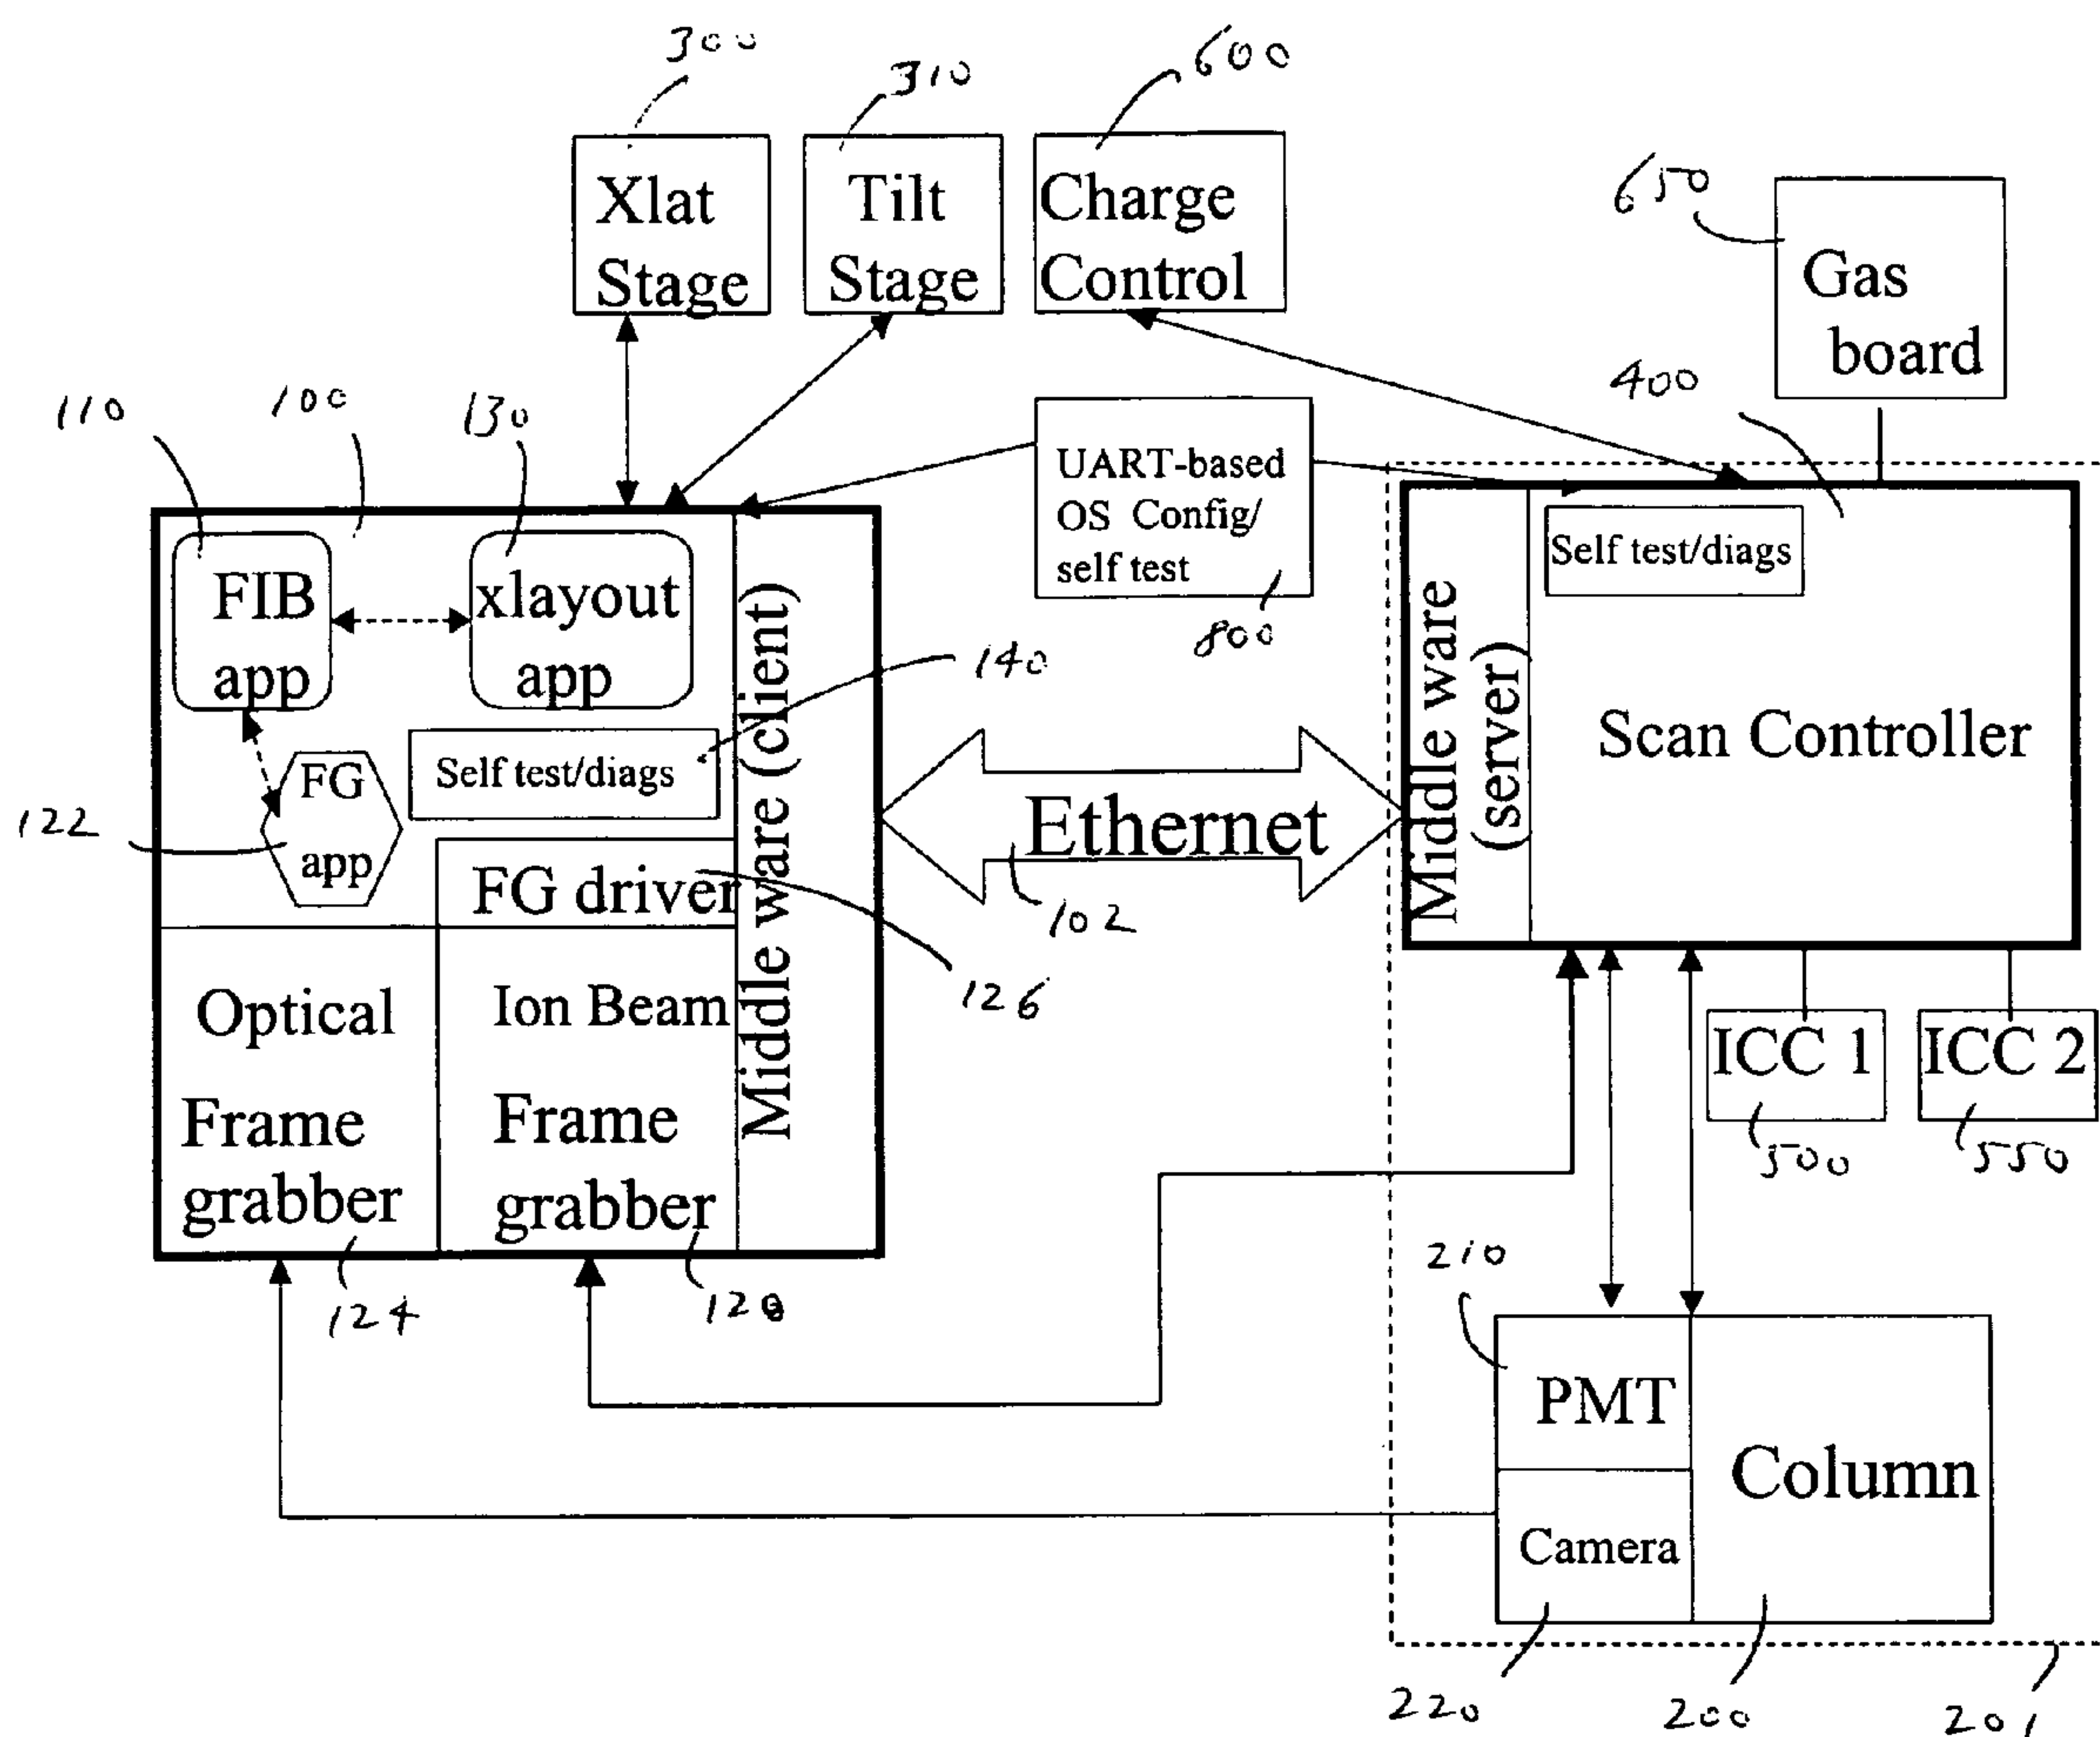 300
310
600
Xlat
Stage
Tilt
Stage
Charge
Control
650
Gas
board
110
100
130
400
UART-based
OS Config/
self test
800
FIB
app
xlayout
app
140
Self test/diags
FG
app
122
FG driver
126
Optical
Frame
grabber
124
Ion Beam
Frame
grabber
Middle ware (client)
Ethernet
102
Middle ware
(server)
Self test/diags
Scan Controller
ICC 1
500
ICC 2
550
210
PMT
Camera
Column
220
200
201